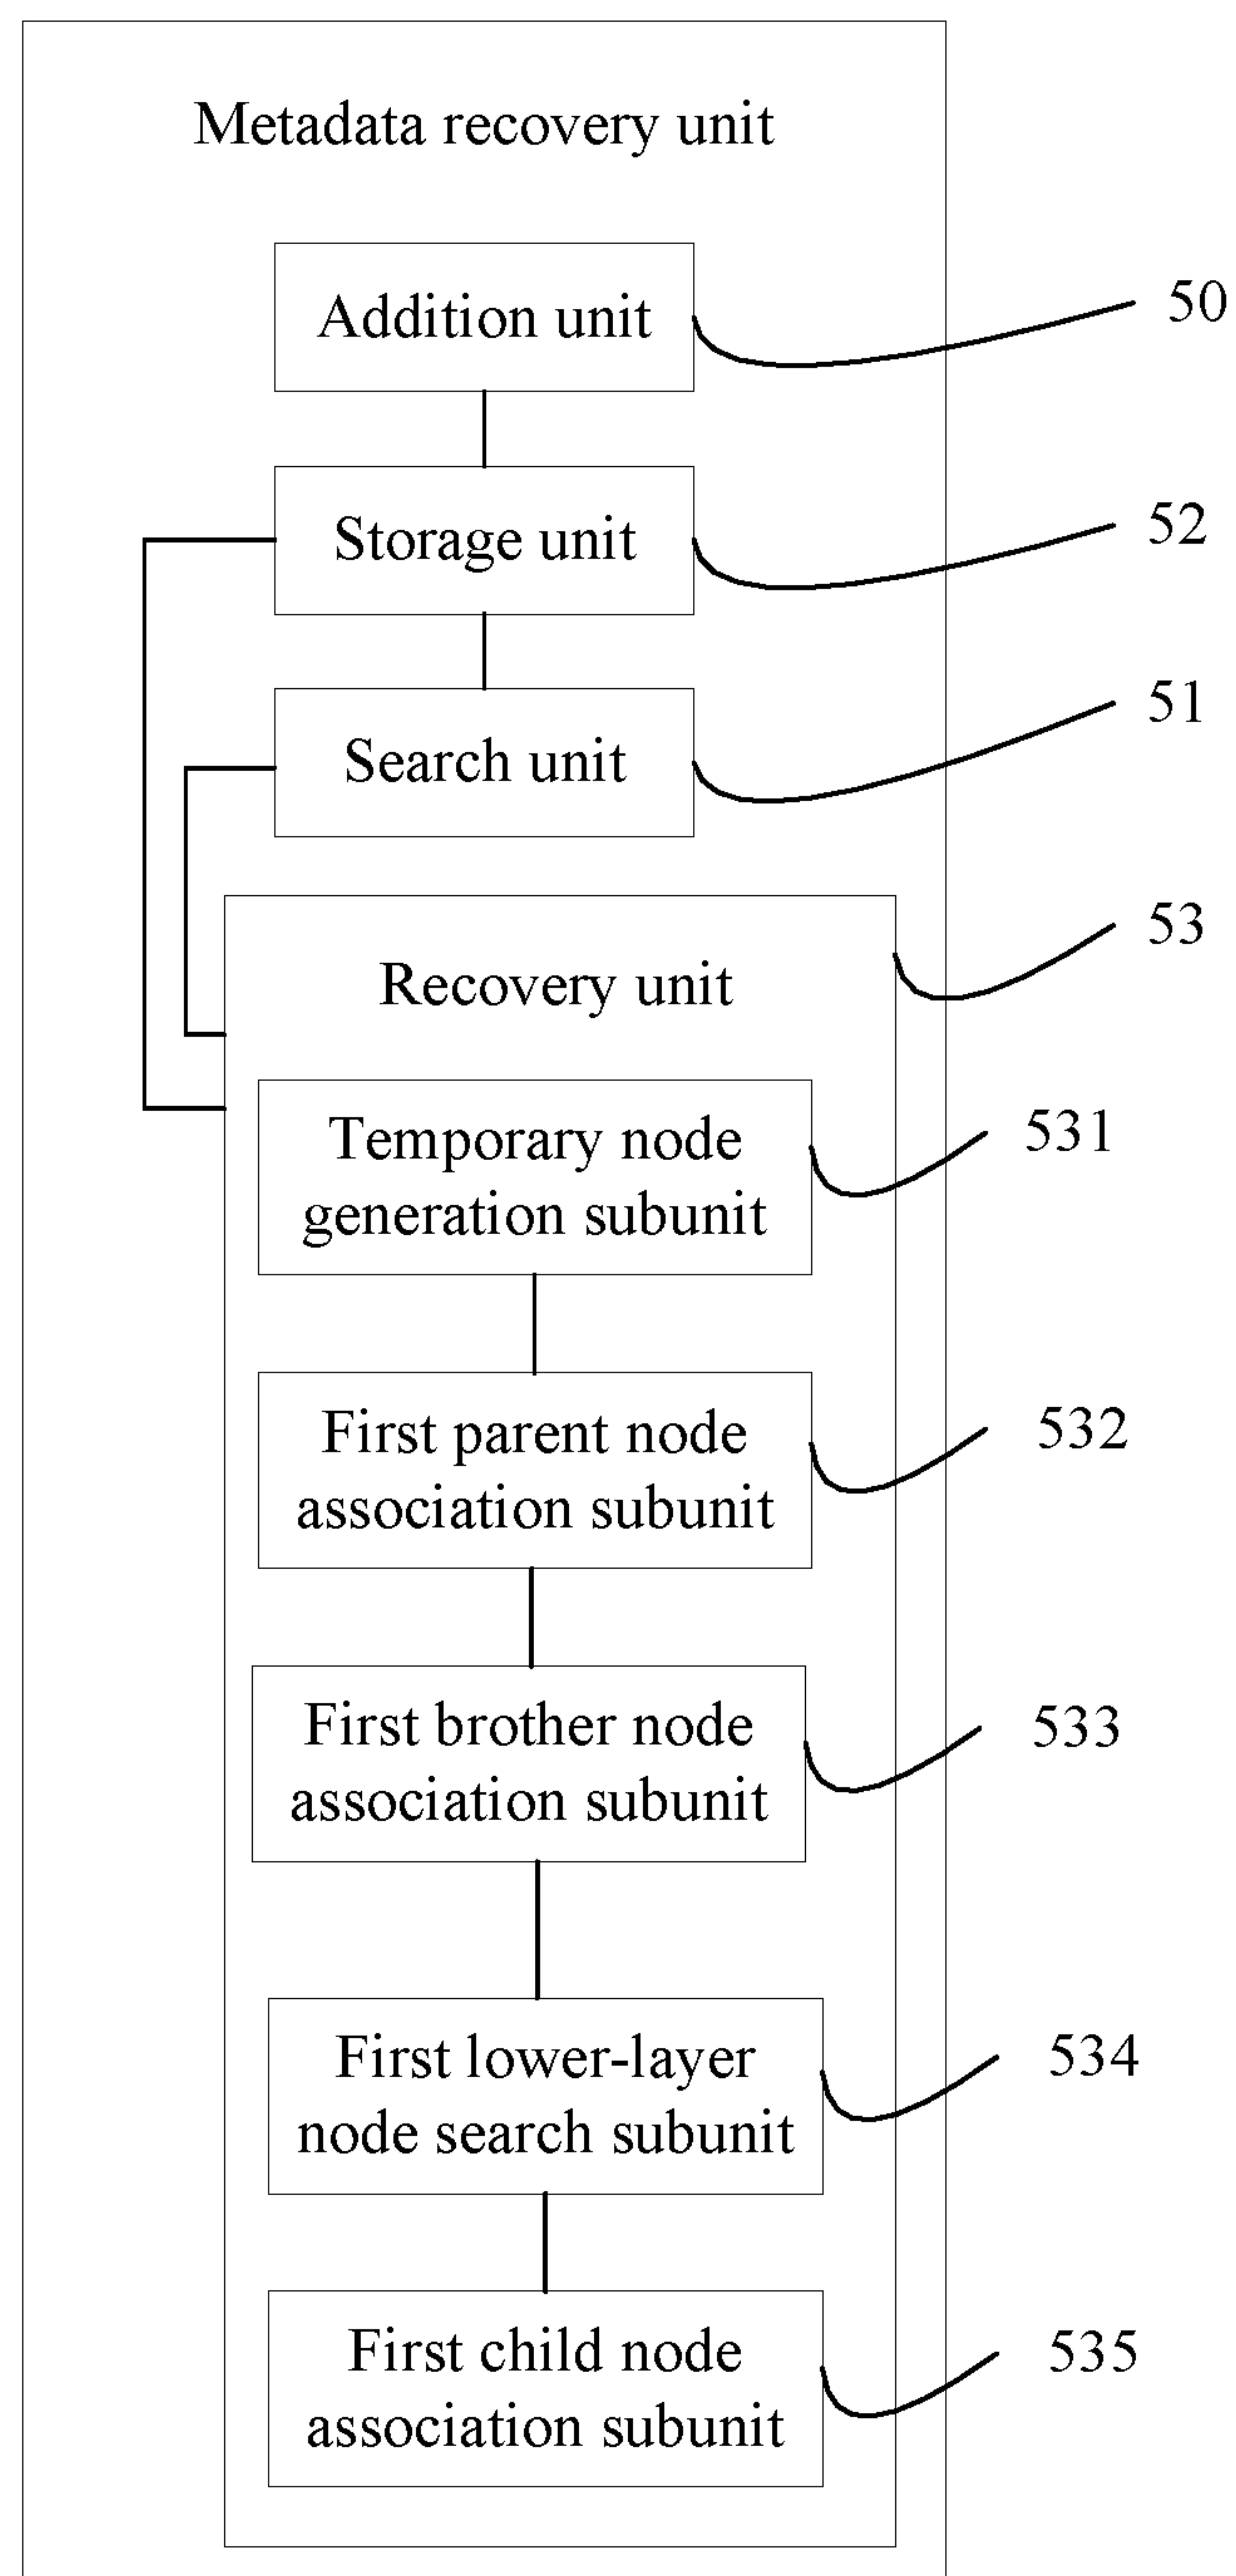 Metadata recovery unit
Addition unit
50
Storage unit
52
Search unit
51
Recovery unit
53
Temporary node
generation subunit
531
First parent node
association subunit
532
First brother node
association subunit
533
First lower-layer
node search subunit
534
First child node
association subunit
535